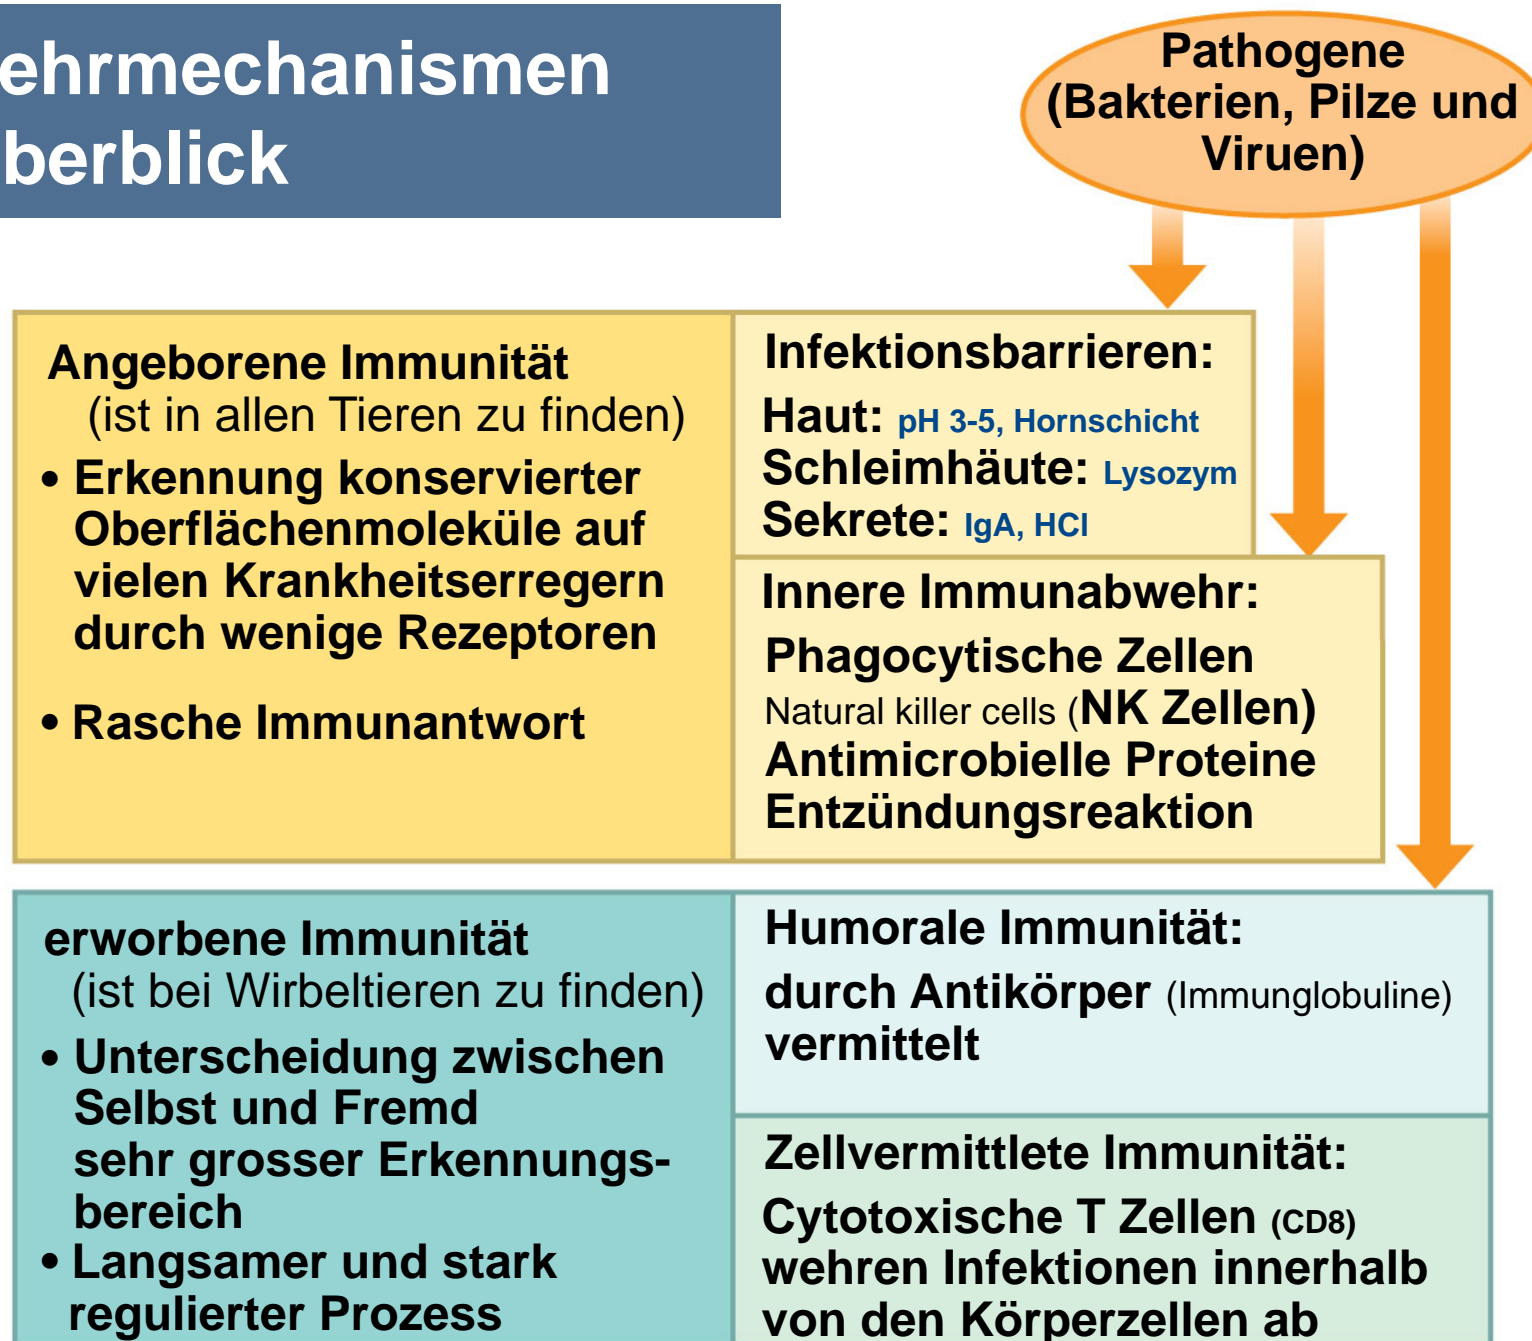 ehrmechanismen
berblick
Pathogene
(Bakterien, Pilze und
Viruen)
Angeborene Immunität
(ist in allen Tieren zu finden)
• Erkennung konservierter
Oberflächenmoleküle auf
vielen Krankheitserregern
durch wenige Rezeptoren
• Rasche Immunantwort
Infektionsbarrieren:
Haut: pH 3-5, Hornschicht
Schleimhäute: Lysozym
Sekrete: IgA, HCl
Innere Immunabwehr:
Phagocytische Zellen
Natural killer cells (NK Zellen)
Antimicrobielle Proteine
Entzündungsreaktion
erworbene Immunität
(ist bei Wirbeltieren zu finden)
• Unterscheidung zwischen
Selbst und Fremd
sehr grosser Erkennungs-
bereich
• Langsamer und stark
regulierter Prozess
Humorale Immunität:
durch Antikörper (Immunglobuline)
vermittelt
Zellvermittlete Immunität:
Cytotoxische T Zellen (CD8)
wehren Infektionen innerhalb
von den Körperzellen ab